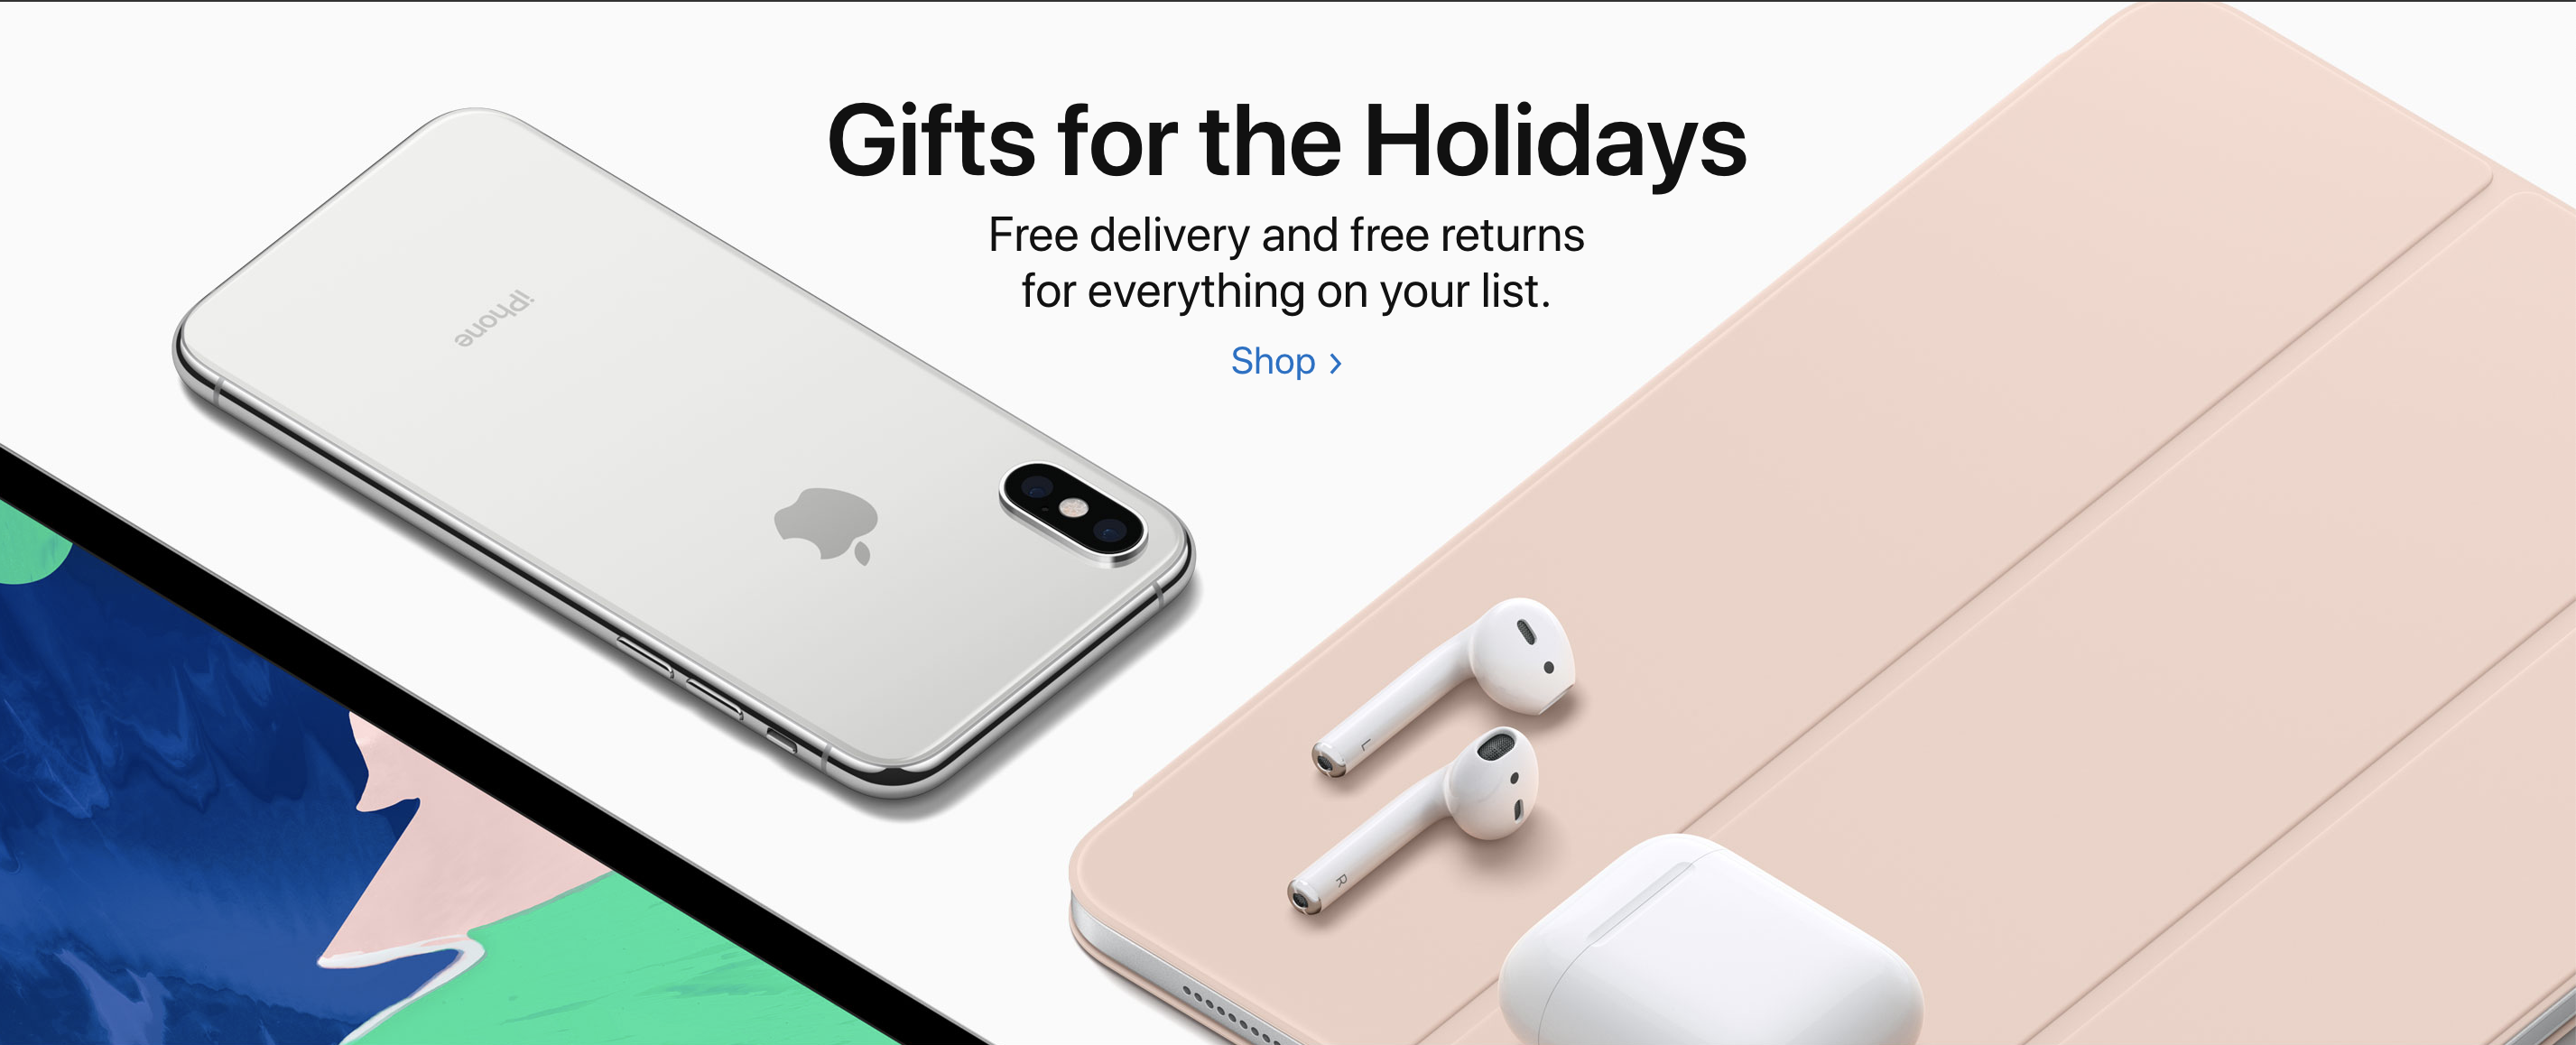 Gifts for the Holidays
Free delivery and free returns
for everything on your list.
Shop >
iPhone
L
R